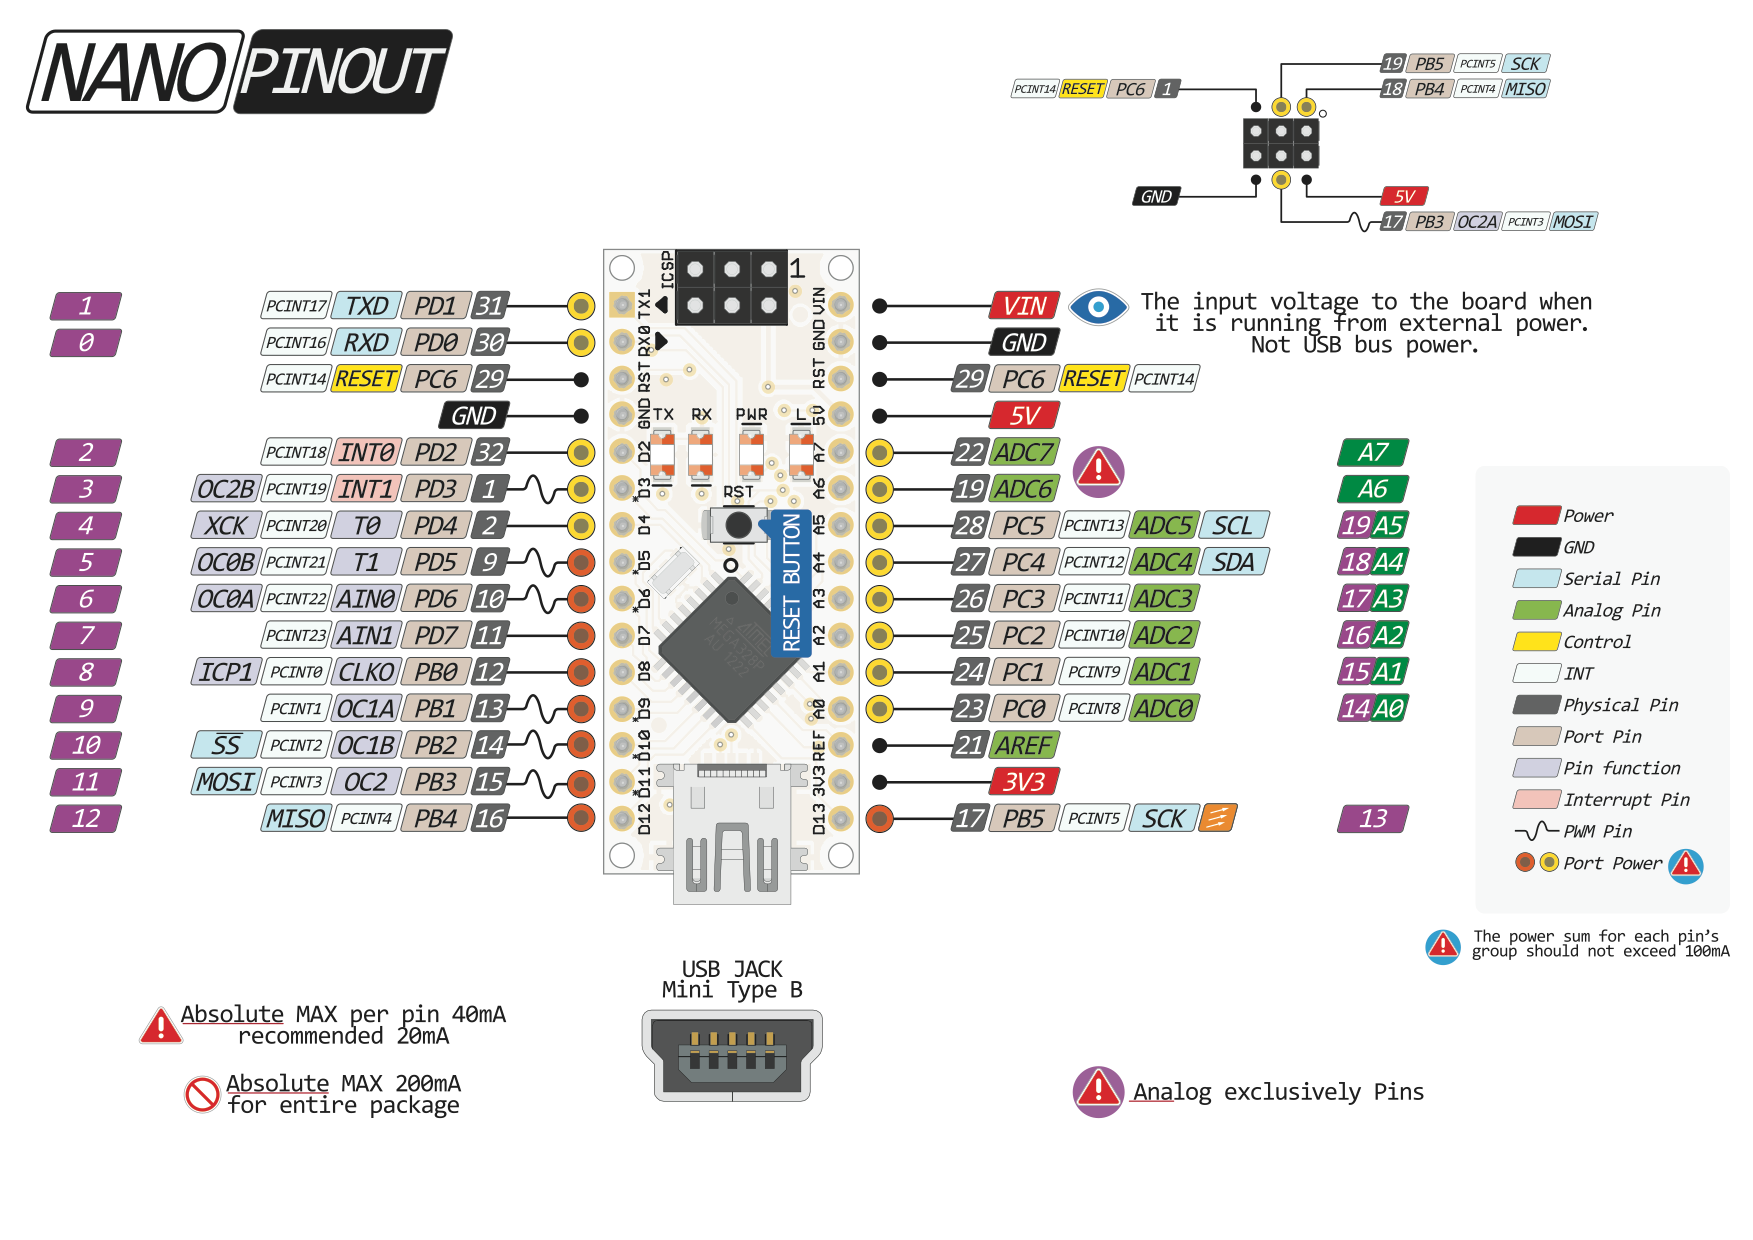 NANO PINOUT
19 PB5 PCINT5 SCK
PCINT14 RESET PC6 1
18 PB4 PCINT4 MISO
GND
5V
17 PB3 OC2A PCINT3 MOSI
ICSP
1
1 PCINT17 TXD PD1 31
TX1
VIN
VIN
The input voltage to the board when
it is running from external power.
Not USB bus power.
0 PCINT16 RXD PD0 30
RX0
GND
GND
PCINT14 RESET PC6 29
RST
RST
29 PC6 RESET PCINT14
GND
GND
TX RX PWR L
5V
5V
2 PCINT18 INT0 PD2 32
D2
A7
22 ADC7
A7
3 OC2B PCINT19 INT1 PD3 1
*D3
RST
A6
19 ADC6
A6
4 XCK PCINT20 T0 PD4 2
D4
A5
28 PC5 PCINT13 ADC5 SCL
19 A5
5 OC0B PCINT21 T1 PD5 9
*D5
A4
27 PC4 PCINT12 ADC4 SDA
18 A4
6 OC0A PCINT22 AIN0 PD6 10
*D6
A3
26 PC3 PCINT11 ADC3
17 A3
7 PCINT23 AIN1 PD7 11
D7
A2
25 PC2 PCINT10 ADC2
16 A2
RESET BUTTON
8 ICP1 PCINT0 CLKO PB0 12
D8
A1
24 PC1 PCINT9 ADC1
15 A1
9 PCINT1 OC1A PB1 13
*D9
A0
23 PC0 PCINT8 ADC0
14 A0
10 SS PCINT2 OC1B PB2 14
*D10
REF
21 AREF
11 MOSI PCINT3 OC2 PB3 15
*D11
3V3
3V3
12 MISO PCINT4 PB4 16
D12
D13
17 PB5 PCINT5 SCK
13
Power
GND
Serial Pin
Analog Pin
Control
INT
Physical Pin
Port Pin
Pin function
Interrupt Pin
PWM Pin
Port Power
The power sum for each pin's
group should not exceed 100mA
USB JACK
Mini Type B
Absolute MAX per pin 40mA
recommended 20mA
Absolute MAX 200mA
for entire package
Analog exclusively Pins